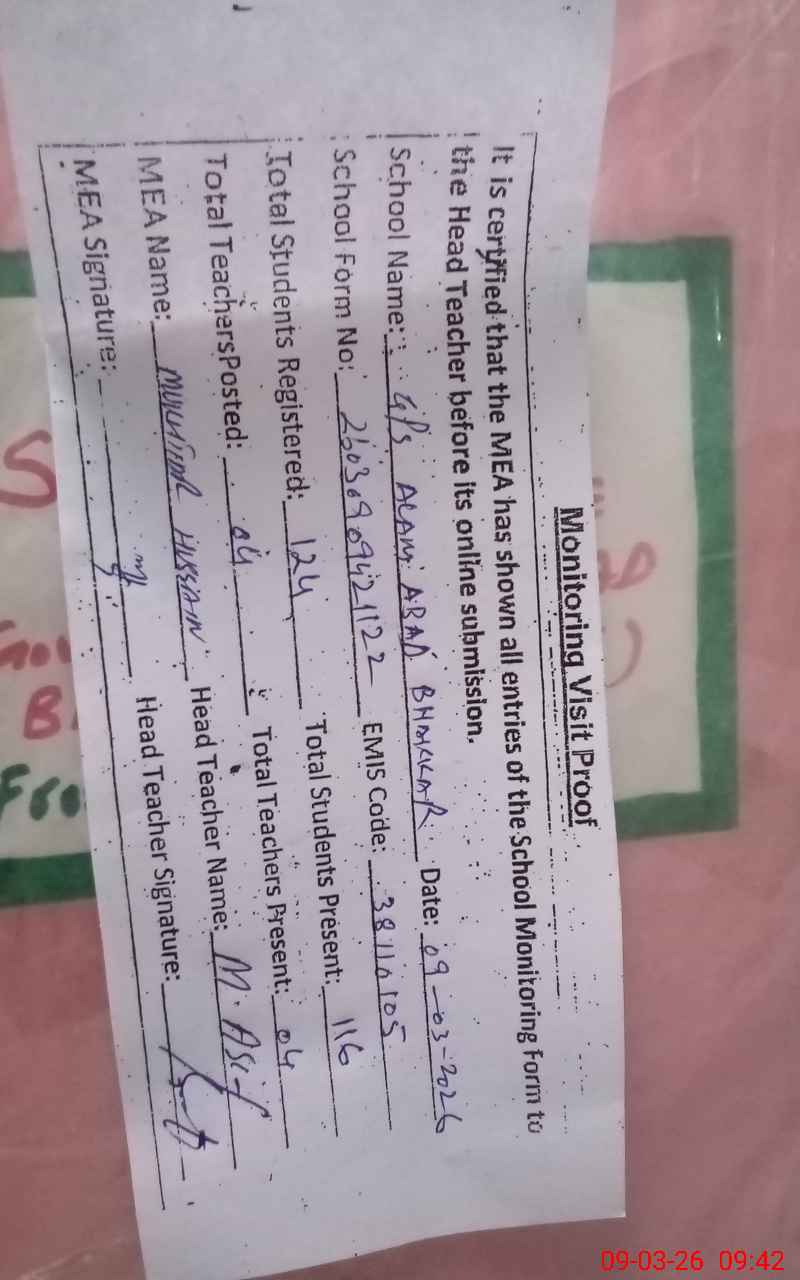 Monitoring Visit Proof
It is certified that the MEA has shown all entries of the School Monitoring Form to
the Head Teacher before its online submission.
School Name: GPS ALAM ABAD BHAKKAR Date: 09-03-2026
School Form No: 26030909421122 EMIS Code: 38110105
Total Students Registered: 124 Total Students Present: 116
Total Teachers Posted: 04 Total Teachers Present: 04
MEA Name: MUKHTIAR HUSSAIN Head Teacher Name: M. Asif
MEA Signature: Head Teacher Signature:
09-03-26 09:42